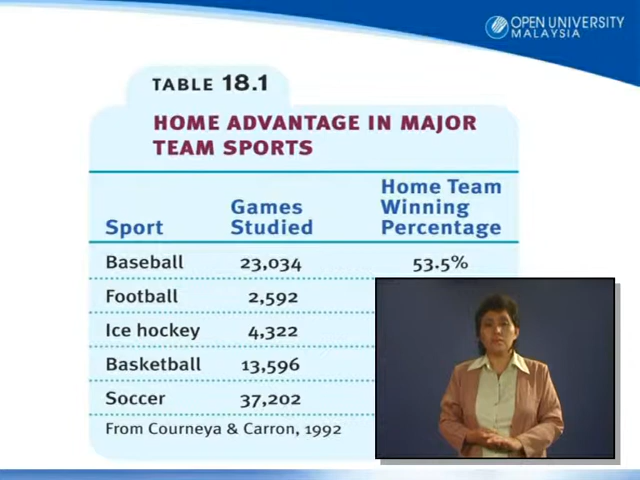 OPEN UNIVERSITY
MALAYSIA
TABLE 18.1
HOME ADVANTAGE IN MAJOR
TEAM SPORTS
Sport Games Studied Home Team Winning Percentage
Baseball 23,034 53.5%
Football 2,592
Ice hockey 4,322
Basketball 13,596
Soccer 37,202
From Courneya & Carron, 1992